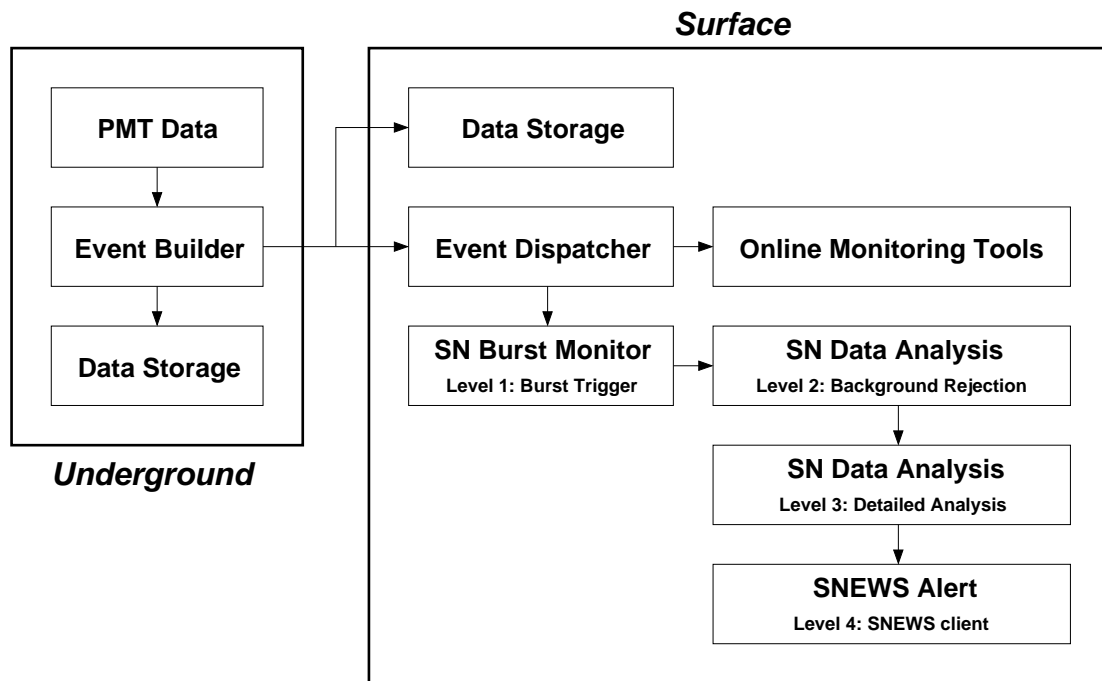 Surface
PMT Data
Data Storage
Event Builder
Event Dispatcher
Online Monitoring Tools
Data Storage
SN Burst Monitor
Level 1: Burst Trigger
SN Data Analysis
Level 2: Background Rejection
Underground
SN Data Analysis
Level 3: Detailed Analysis
SNEWS Alert
Level 4: SNEWS client